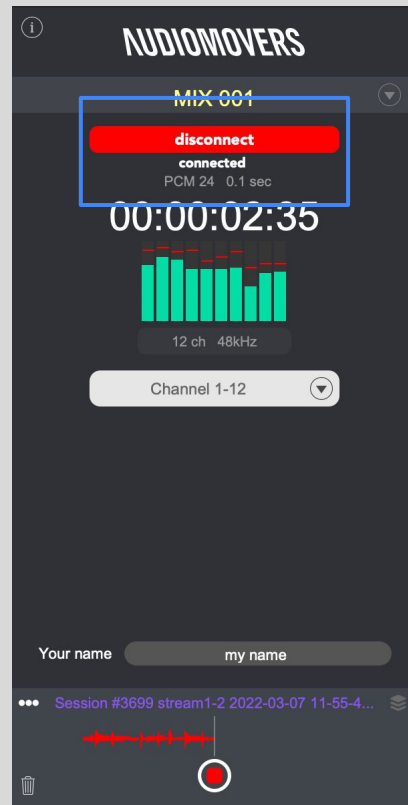 i
AUDIOMOVERS
MIX 001
disconnect
connected
PCM 24 0.1 sec
00:00:02:35
12 ch 48kHz
Channel 1-12
Your name my name
Session #3699 stream1-2 2022-03-07 11-55-4...